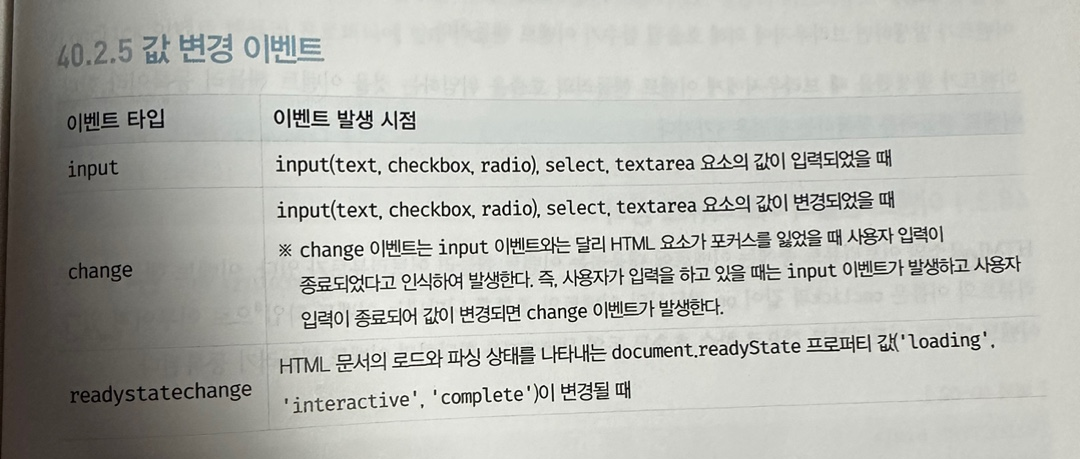 40.2.5 값 변경 이벤트
이벤트 타입 이벤트 발생 시점
input input(text, checkbox, radio), select, textarea 요소의 값이 입력되었을 때
input(text, checkbox, radio), select, textarea 요소의 값이 변경되었을 때
※ change 이벤트는 input 이벤트와는 달리 HTML 요소가 포커스를 잃었을 때 사용자 입력이
change 종료되었다고 인식하여 발생한다. 즉, 사용자가 입력을 하고 있을 때는 input 이벤트가 발생하고 사용자
입력이 종료되어 값이 변경되면 change 이벤트가 발생한다.
HTML 문서의 로드와 파싱 상태를 나타내는 document.readyState 프로퍼티 값('loading',
readystatechange 'interactive', 'complete')이 변경될 때